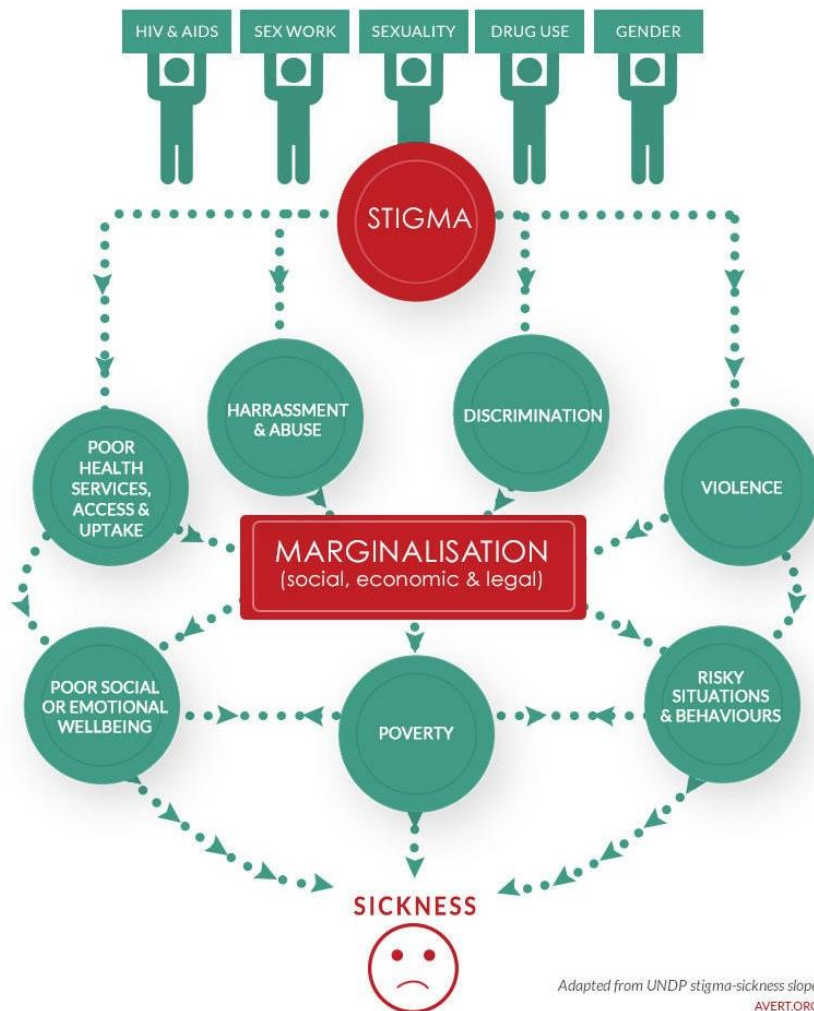 HIV & AIDS
SEX WORK
SEXUALITY
DRUG USE
GENDER
STIGMA
HARRASSMENT
& ABUSE
DISCRIMINATION
POOR
HEALTH
SERVICES,
ACCESS &
UPTAKE
VIOLENCE
MARGINALISATION
(social, economic & legal)
POOR SOCIAL
OR EMOTIONAL
WELLBEING
POVERTY
RISKY
SITUATIONS
& BEHAVIOURS
SICKNESS
Adapted from UNDP stigma-sickness slope
AVERT.ORG